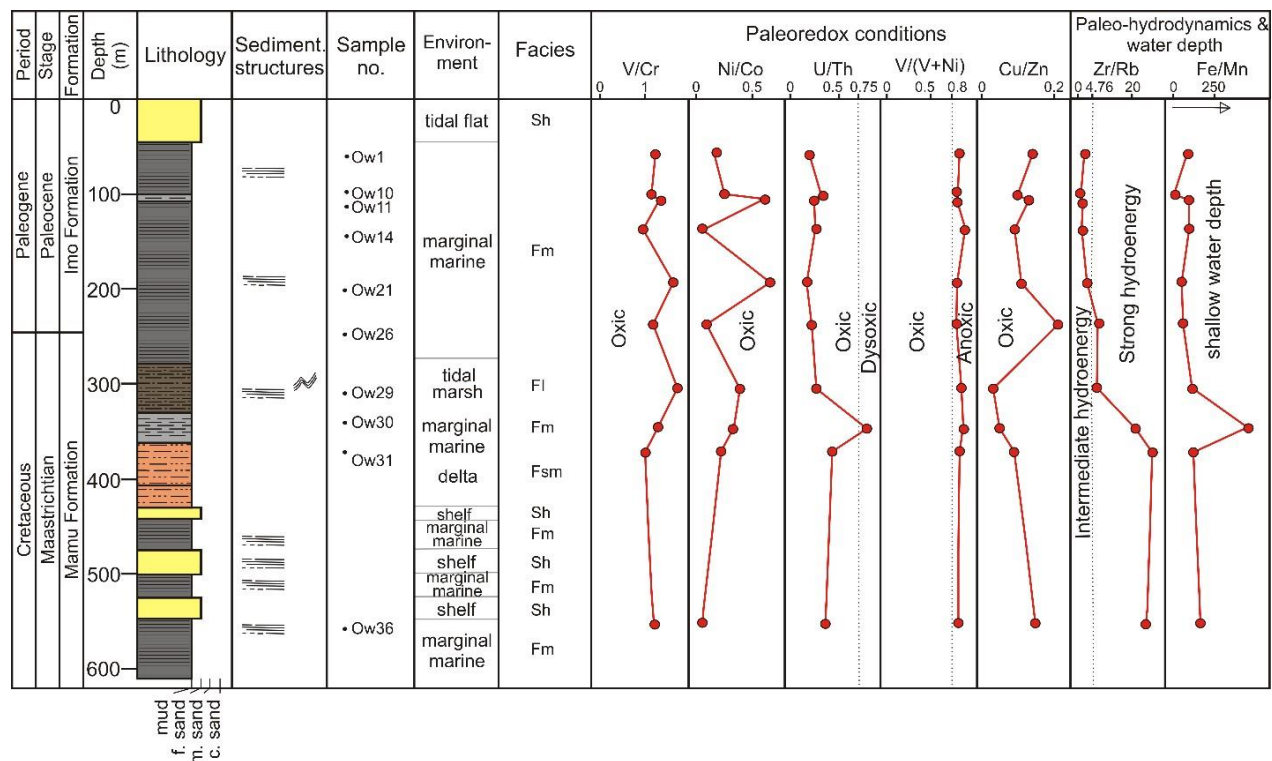 Period
Stage
Formation
Depth
(m)
Lithology
Sediment.
structures
Sample
no.
Environ-
ment
Facies
Paleoredox conditions
V/Cr
Ni/Co
U/Th
V/(V+Ni)
Cu/Zn
Paleo-hydrodynamics &
water depth
Zr/Rb
Fe/Mn
0 1
0 0.5
0 0.5 0.75
0 0.5 0.8
0 0.2
0 4.76 20
0 250
Paleogene
Paleocene
Imo Formation
Cretaceous
Maastrichtian
Mamu Formation
0
100
200
300
400
500
600
Ow1
Ow10
Ow11
Ow14
Ow21
Ow26
Ow29
Ow30
Ow31
Ow36
tidal flat
marginal
marine
tidal
marsh
marginal
marine
delta
shelf
marginal
marine
shelf
marginal
marine
shelf
marginal
marine
Sh
Fm
Fl
Fm
Fsm
Sh
Fm
Sh
Fm
Sh
Fm
Oxic
Oxic
Oxic
Dysoxic
Oxic
Anoxic
Oxic
Intermediate hydroenergy
Strong hydroenergy
shallow water depth
mud
f. sand
m. sand
c. sand